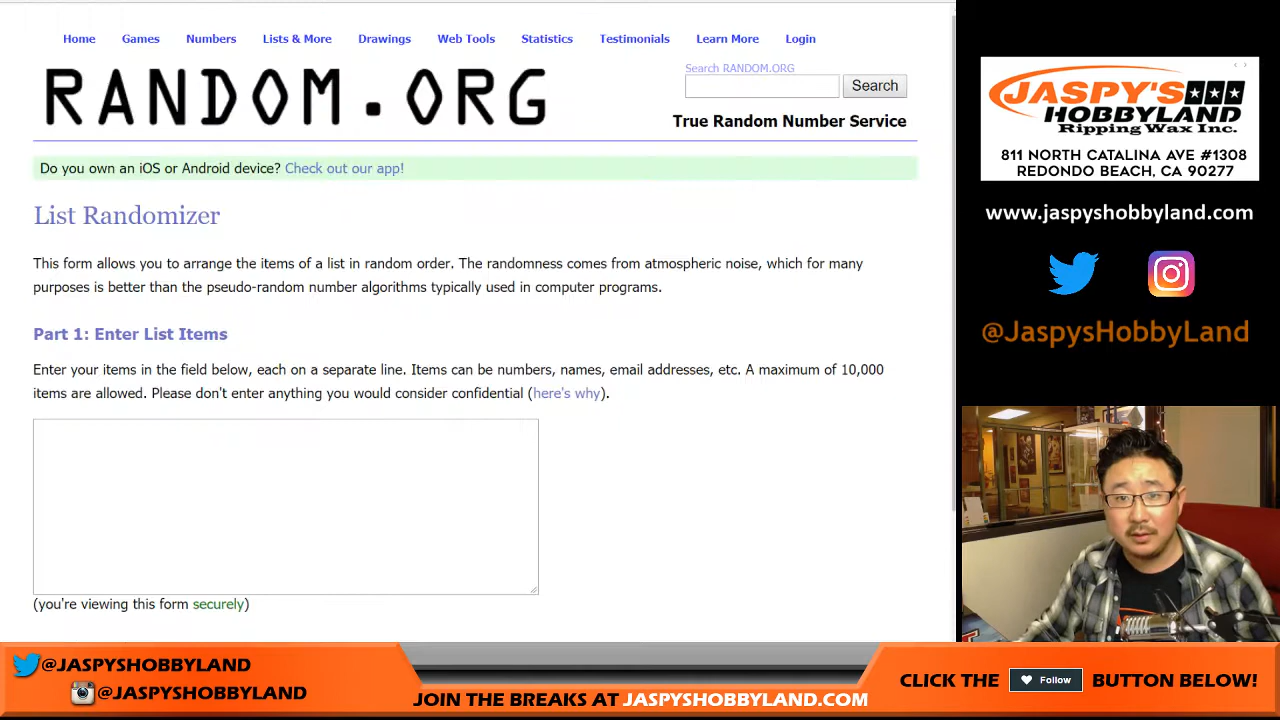 Home Games Numbers Lists & More Drawings Web Tools Statistics Testimonials Learn More Login
RANDOM.ORG
Search RANDOM.ORG
Search
True Random Number Service
Do you own an iOS or Android device? Check out our app!
List Randomizer
This form allows you to arrange the items of a list in random order. The randomness comes from atmospheric noise, which for many
purposes is better than the pseudo-random number algorithms typically used in computer programs.
Part 1: Enter List Items
Enter your items in the field below, each on a separate line. Items can be numbers, names, email addresses, etc. A maximum of 10,000
items are allowed. Please don't enter anything you would consider confidential (here's why).
(you're viewing this form securely)
JASPY'S
HOBBYLAND
Ripping Wax Inc.
811 NORTH CATALINA AVE #1308
REDONDO BEACH, CA 90277
www.jaspyshobbyland.com
@JaspysHobbyLand
@JASPYSHOBBYLAND
@JASPYSHOBBYLAND
JOIN THE BREAKS AT JASPYSHOBBYLAND.COM
CLICK THE Follow BUTTON BELOW!